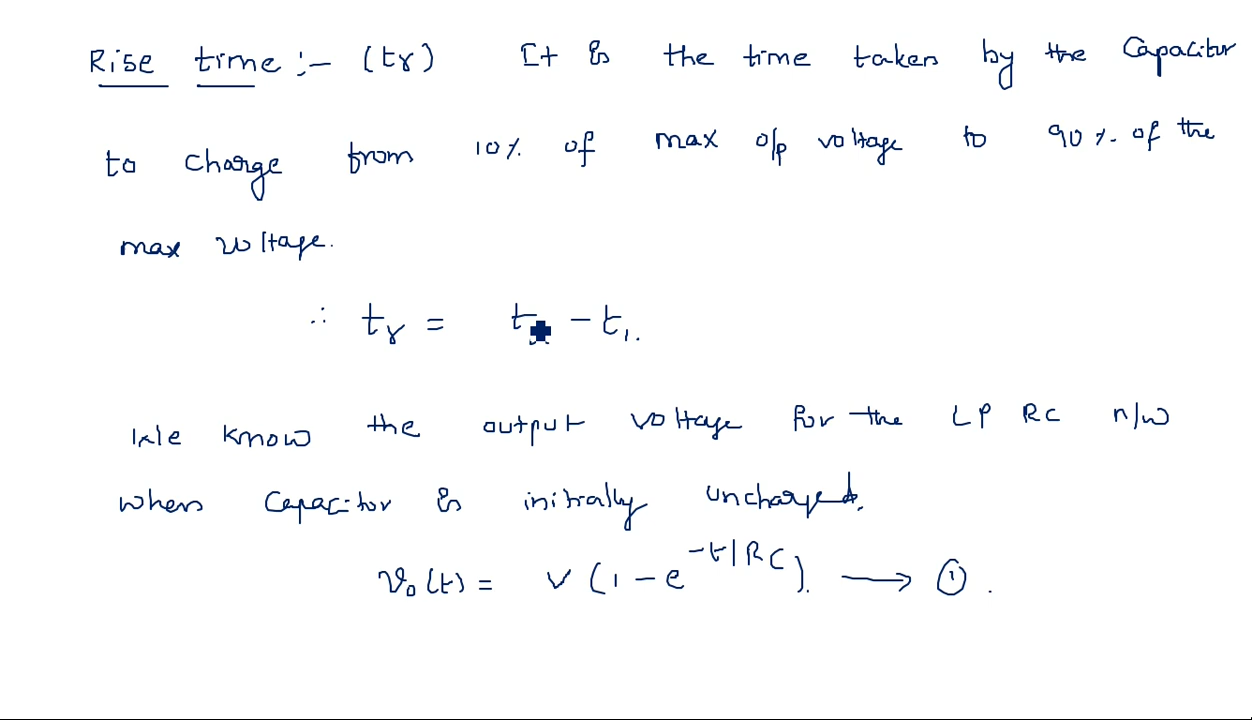 Rise time :- (tr) It is the time taken by the Capacitor
to charge from 10% of max o/p voltage to 90%. of the
max voltage.
∴ tr = t - t1.
We know the output voltage for the LP RC n/w
when Capacitor is initially uncharged.
Vo(t) = V(1-e^-t/RC). → ①.